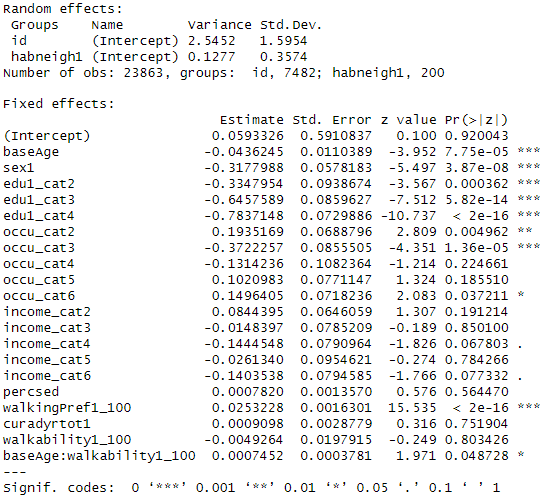 Random effects:
 Groups    Name        Variance Std.Dev.
 id        (Intercept) 2.5452   1.5954
 habneigh1 (Intercept) 0.1277   0.3574
Number of obs: 23863, groups:  id, 7482; habneigh1, 200
Fixed effects:
                          Estimate Std. Error z value Pr(>|z|)
(Intercept)              0.0593326  0.5910837   0.100 0.920043
baseAge                 -0.0436245  0.0110389  -3.952 7.75e-05 ***
sex1                    -0.3177988  0.0578183  -5.497 3.87e-08 ***
edu1_cat2               -0.3347954  0.0938674  -3.567 0.000362 ***
edu1_cat3               -0.6457589  0.0859627  -7.512 5.82e-14 ***
edu1_cat4               -0.7837148  0.0729886 -10.737  < 2e-16 ***
occu_cat2                0.1935169  0.0688796   2.809 0.004962 **
occu_cat3               -0.3722257  0.0855505  -4.351 1.36e-05 ***
occu_cat4               -0.1314236  0.1082364  -1.214 0.224661
occu_cat5                0.1020983  0.0771147   1.324 0.185510
occu_cat6                0.1496405  0.0718236   2.083 0.037211 *
income_cat2              0.0844395  0.0646059   1.307 0.191214
income_cat3             -0.0148397  0.0785209  -0.189 0.850100
income_cat4             -0.1444548  0.0790964  -1.826 0.067803 .
income_cat5             -0.0261340  0.0954621  -0.274 0.784266
income_cat6             -0.1403538  0.0794585  -1.766 0.077332 .
percsed                  0.0007820  0.0013570   0.576 0.564470
walkingPref1_100         0.0253228  0.0016301  15.535  < 2e-16 ***
curadyrtot1              0.0009098  0.0028779   0.316 0.751904
walkability1_100        -0.0049264  0.0197915  -0.249 0.803426
baseAge:walkability1_100 0.0007452  0.0003781   1.971 0.048728 *
---
Signif. codes:  0 ‘***’ 0.001 ‘**’ 0.01 ‘*’ 0.05 ‘.’ 0.1 ‘ ’ 1